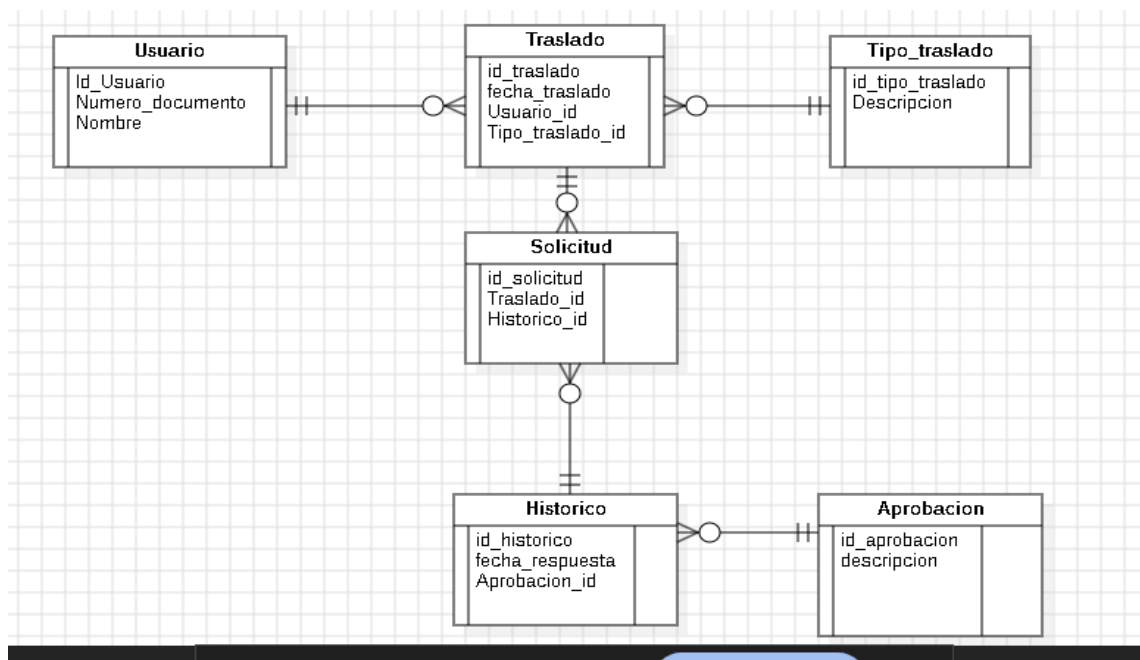 Usuario
Id_Usuario
Numero_documento
Nombre
Traslado
id_traslado
fecha_traslado
Usuario_id
Tipo_traslado_id
Tipo_traslado
id_tipo_traslado
Descripcion
Solicitud
id_solicitud
Traslado_id
Historico_id
Historico
id_historico
fecha_respuesta
Aprobacion_id
Aprobacion
id_aprobacion
descripcion